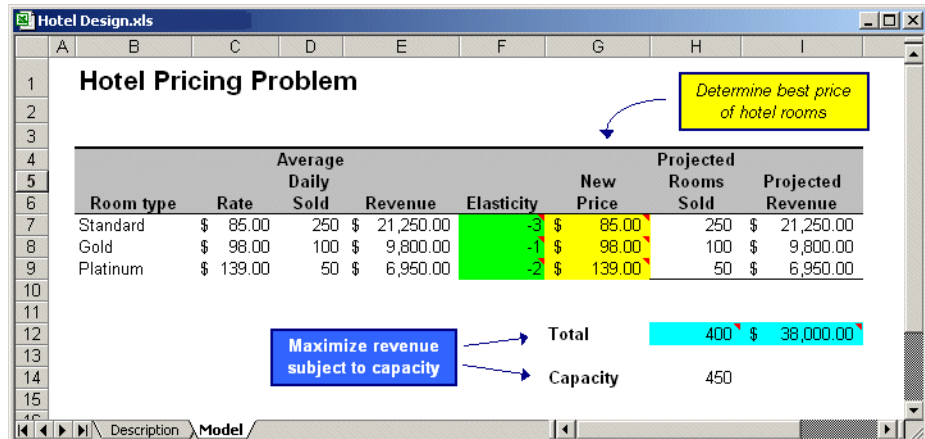 Hotel Design.xls
A B C D E F G H I
1 Hotel Pricing Problem
Determine best price
2 of hotel rooms
3
4 Average Projected
5 Daily New Rooms Projected
6 Room type Rate Sold Revenue Elasticity Price Sold Revenue
7 Standard $ 85.00 250 $ 21,250.00 -3 $ 85.00 250 $ 21,250.00
8 Gold $ 98.00 100 $ 9,800.00 -1 $ 98.00 100 $ 9,800.00
9 Platinum $ 139.00 50 $ 6,950.00 -2 $ 139.00 50 $ 6,950.00
10
11
12 Total 400 $ 38,000.00
Maximize revenue
13
subject to capacity
14 Capacity 450
15
Description Model